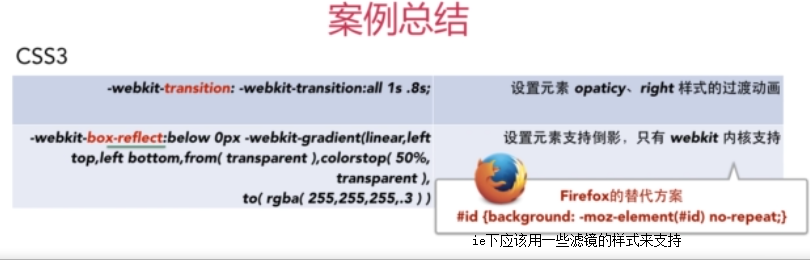 案例总结
CSS3
-webkit-transition: -webkit-transition:all 1s .8s;
设置元素 opaticy、right 样式的过渡动画
-webkit-box-reflect:below 0px -webkit-gradient(linear,left
top,left bottom,from( transparent ),colorstop( 50%,
transparent ),
to( rgba( 255,255,255,.3 ) )
设置元素支持倒影，只有 webkit 内核支持
Firefox的替代方案
#id {background: -moz-element(#id) no-repeat;}
ie下应该用一些滤镜的样式来支持